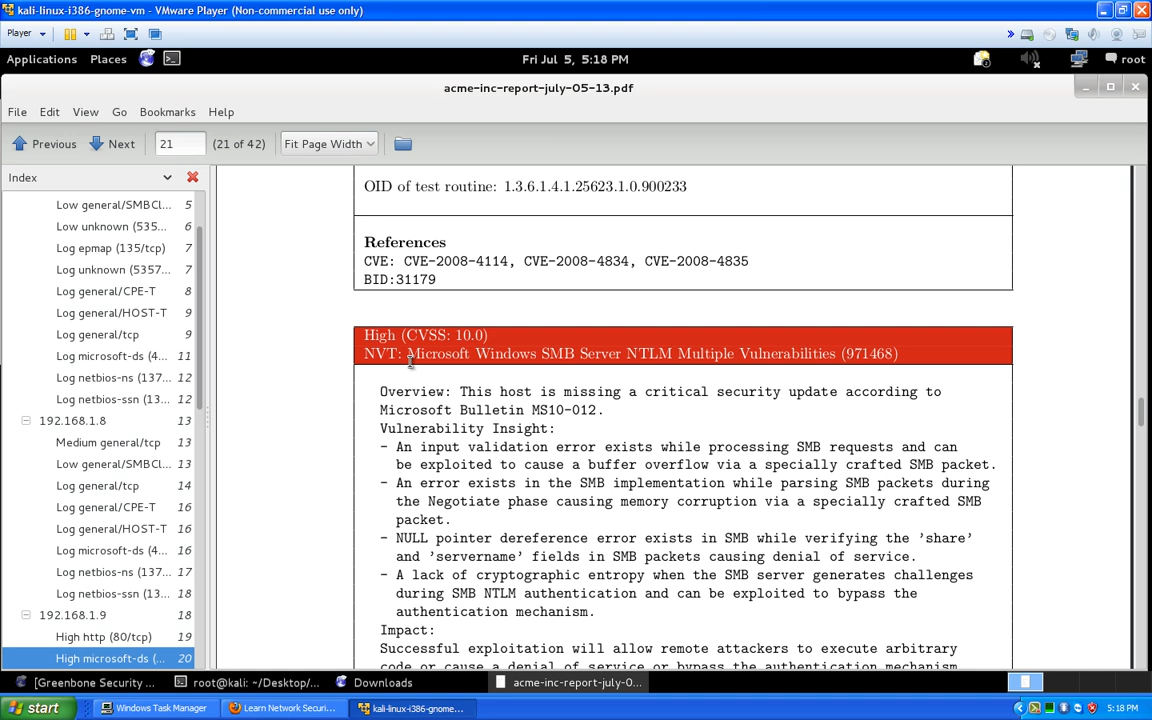 kali-linux-i386-gnome-vm - VMware Player (Non-commercial use only)
Player
Applications Places Fri Jul 5, 5:18 PM root
acme-inc-report-july-05-13.pdf
File Edit View Go Bookmarks Help
Previous Next 21 (21 of 42) Fit Page Width
Index
Low general/SMBCl... 5
Low unknown (535... 6
Log epmap (135/tcp) 7
Log unknown (5357... 7
Log general/CPE-T 8
Log general/HOST-T 9
Log general/tcp 9
Log microsoft-ds (4... 11
Log netbios-ns (137... 12
Log netbios-ssn (13... 12
192.168.1.8 13
Medium general/tcp 13
Low general/SMBCl... 13
Log general/tcp 14
Log general/CPE-T 16
Log general/HOST-T 16
Log microsoft-ds (4... 16
Log netbios-ns (137... 17
Log netbios-ssn (13... 18
192.168.1.9 18
High http (80/tcp) 19
High microsoft-ds (... 20
OID of test routine: 1.3.6.1.4.1.25623.1.0.900233
References
CVE: CVE-2008-4114, CVE-2008-4834, CVE-2008-4835
BID:31179
High (CVSS: 10.0)
NVT: Microsoft Windows SMB Server NTLM Multiple Vulnerabilities (971468)
Overview: This host is missing a critical security update according to
Microsoft Bulletin MS10-012.
Vulnerability Insight:
- An input validation error exists while processing SMB requests and can
be exploited to cause a buffer overflow via a specially crafted SMB packet.
- An error exists in the SMB implementation while parsing SMB packets during
the Negotiate phase causing memory corruption via a specially crafted SMB
packet.
- NULL pointer dereference error exists in SMB while verifying the 'share'
and 'servername' fields in SMB packets causing denial of service.
- A lack of cryptographic entropy when the SMB server generates challenges
during SMB NTLM authentication and can be exploited to bypass the
authentication mechanism.
Impact:
Successful exploitation will allow remote attackers to execute arbitrary
code or cause a denial of service or bypass the authentication mechanism
[Greenbone Security ... root@kali: ~/Desktop/... Downloads acme-inc-report-july-0...
start Windows Task Manager Learn Network Securi... kali-linux-i386-gnome... 5:18 PM